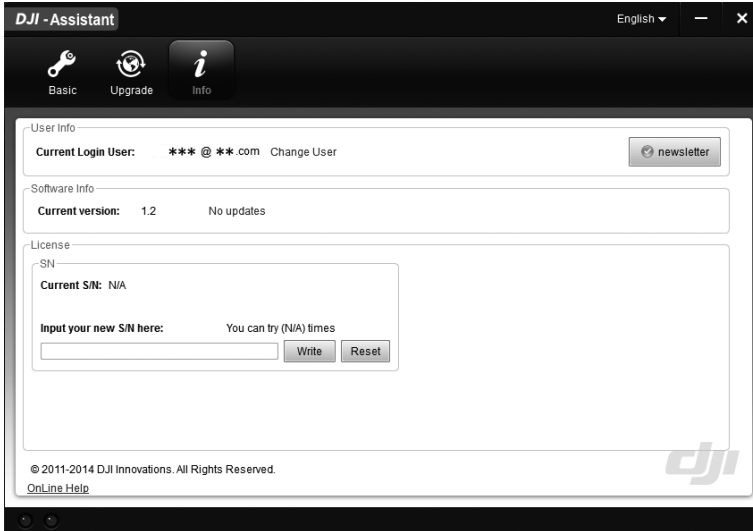 DJI - Assistant English
Basic Upgrade Info
User Info
Current Login User: *** @ **.com Change User newsletter
Software Info
Current version: 1.2 No updates
License
SN
Current S/N: N/A
Input your new S/N here: You can try (N/A) times
Write Reset
dji
© 2011-2014 DJI Innovations. All Rights Reserved.
OnLine Help